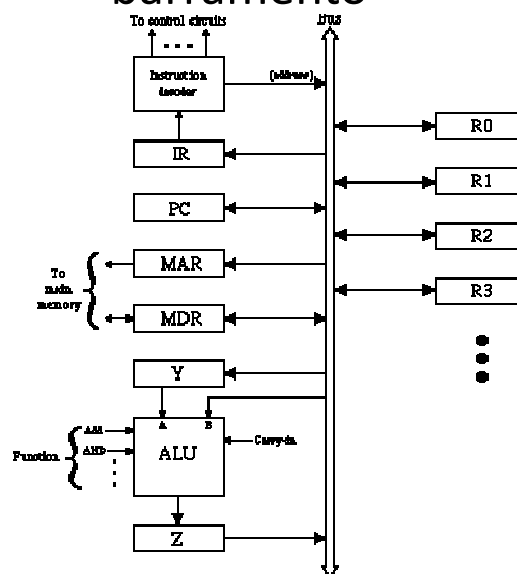 barramento
To control circuits
BUS
Instruction
decoder
(address)
IR
R0
PC
R1
MAR
R2
To
main
memory
MDR
R3
Y
A
B
Function
Add
AND
ALU
Carry-in
Z